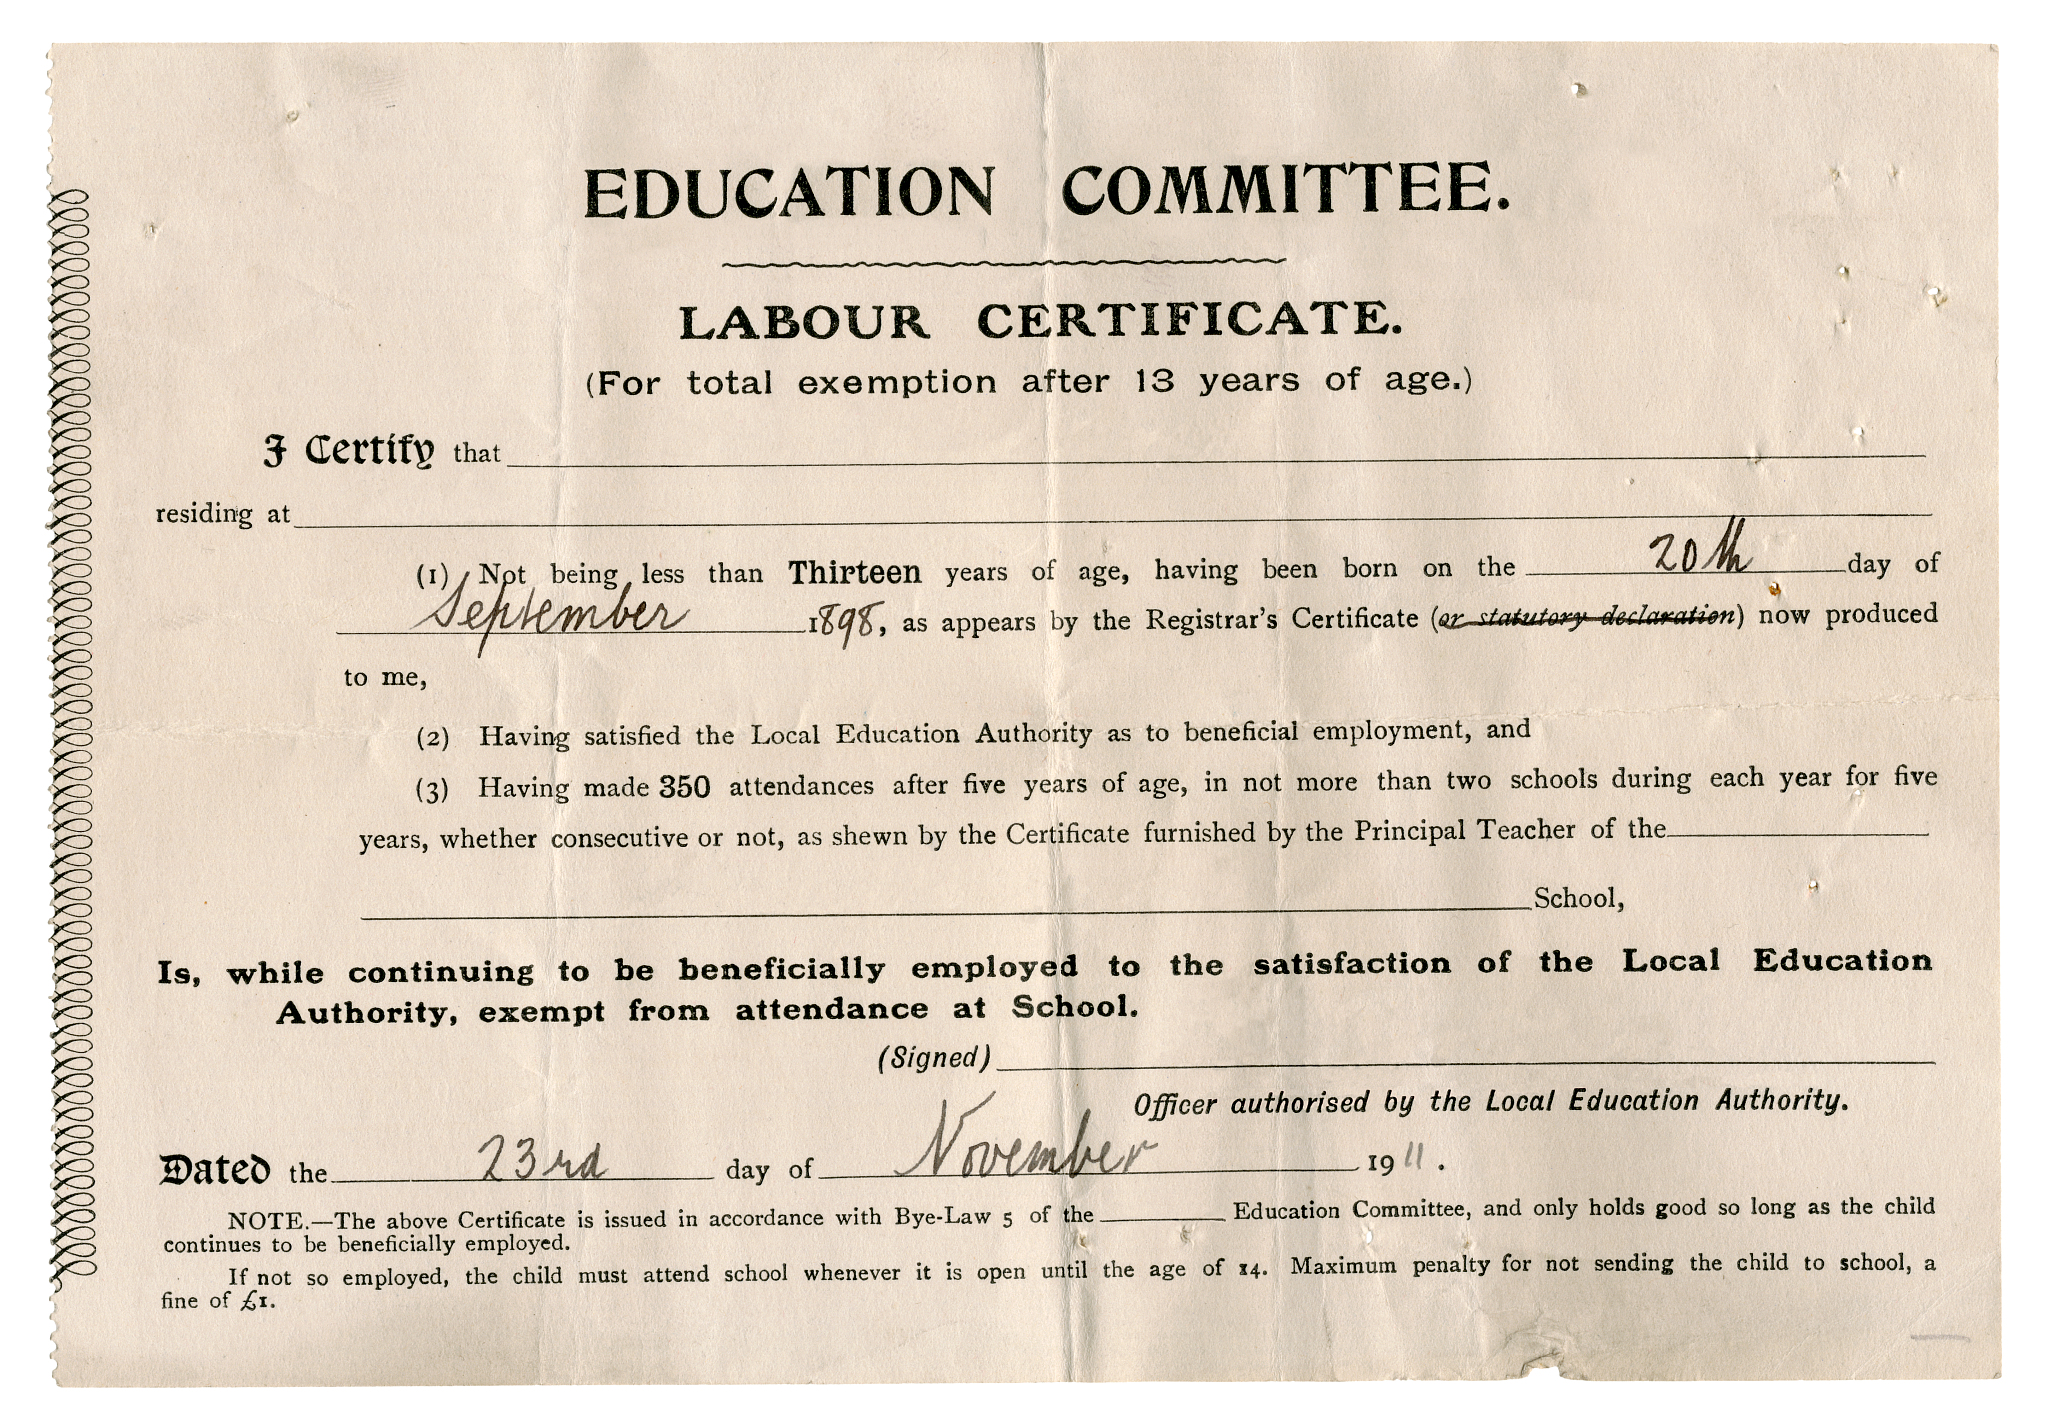 EDUCATION COMMITTEE.
LABOUR CERTIFICATE.
(For total exemption after 13 years of age.)
I Certify that
residing at
(1) Not being less than Thirteen years of age, having been born on the 20th day of
September 1898, as appears by the Registrar's Certificate (or statutory declaration) now produced
to me,
(2) Having satisfied the Local Education Authority as to beneficial employment, and
(3) Having made 350 attendances after five years of age, in not more than two schools during each year for five
years, whether consecutive or not, as shewn by the Certificate furnished by the Principal Teacher of the
School,
Is, while continuing to be beneficially employed to the satisfaction of the Local Education
Authority, exempt from attendance at School.
(Signed)
Officer authorised by the Local Education Authority.
Dated the 23rd day of November 1911.
NOTE.—The above Certificate is issued in accordance with Bye-Law 5 of the Education Committee, and only holds good so long as the child
continues to be beneficially employed.
If not so employed, the child must attend school whenever it is open until the age of 14. Maximum penalty for not sending the child to school, a
fine of £1.